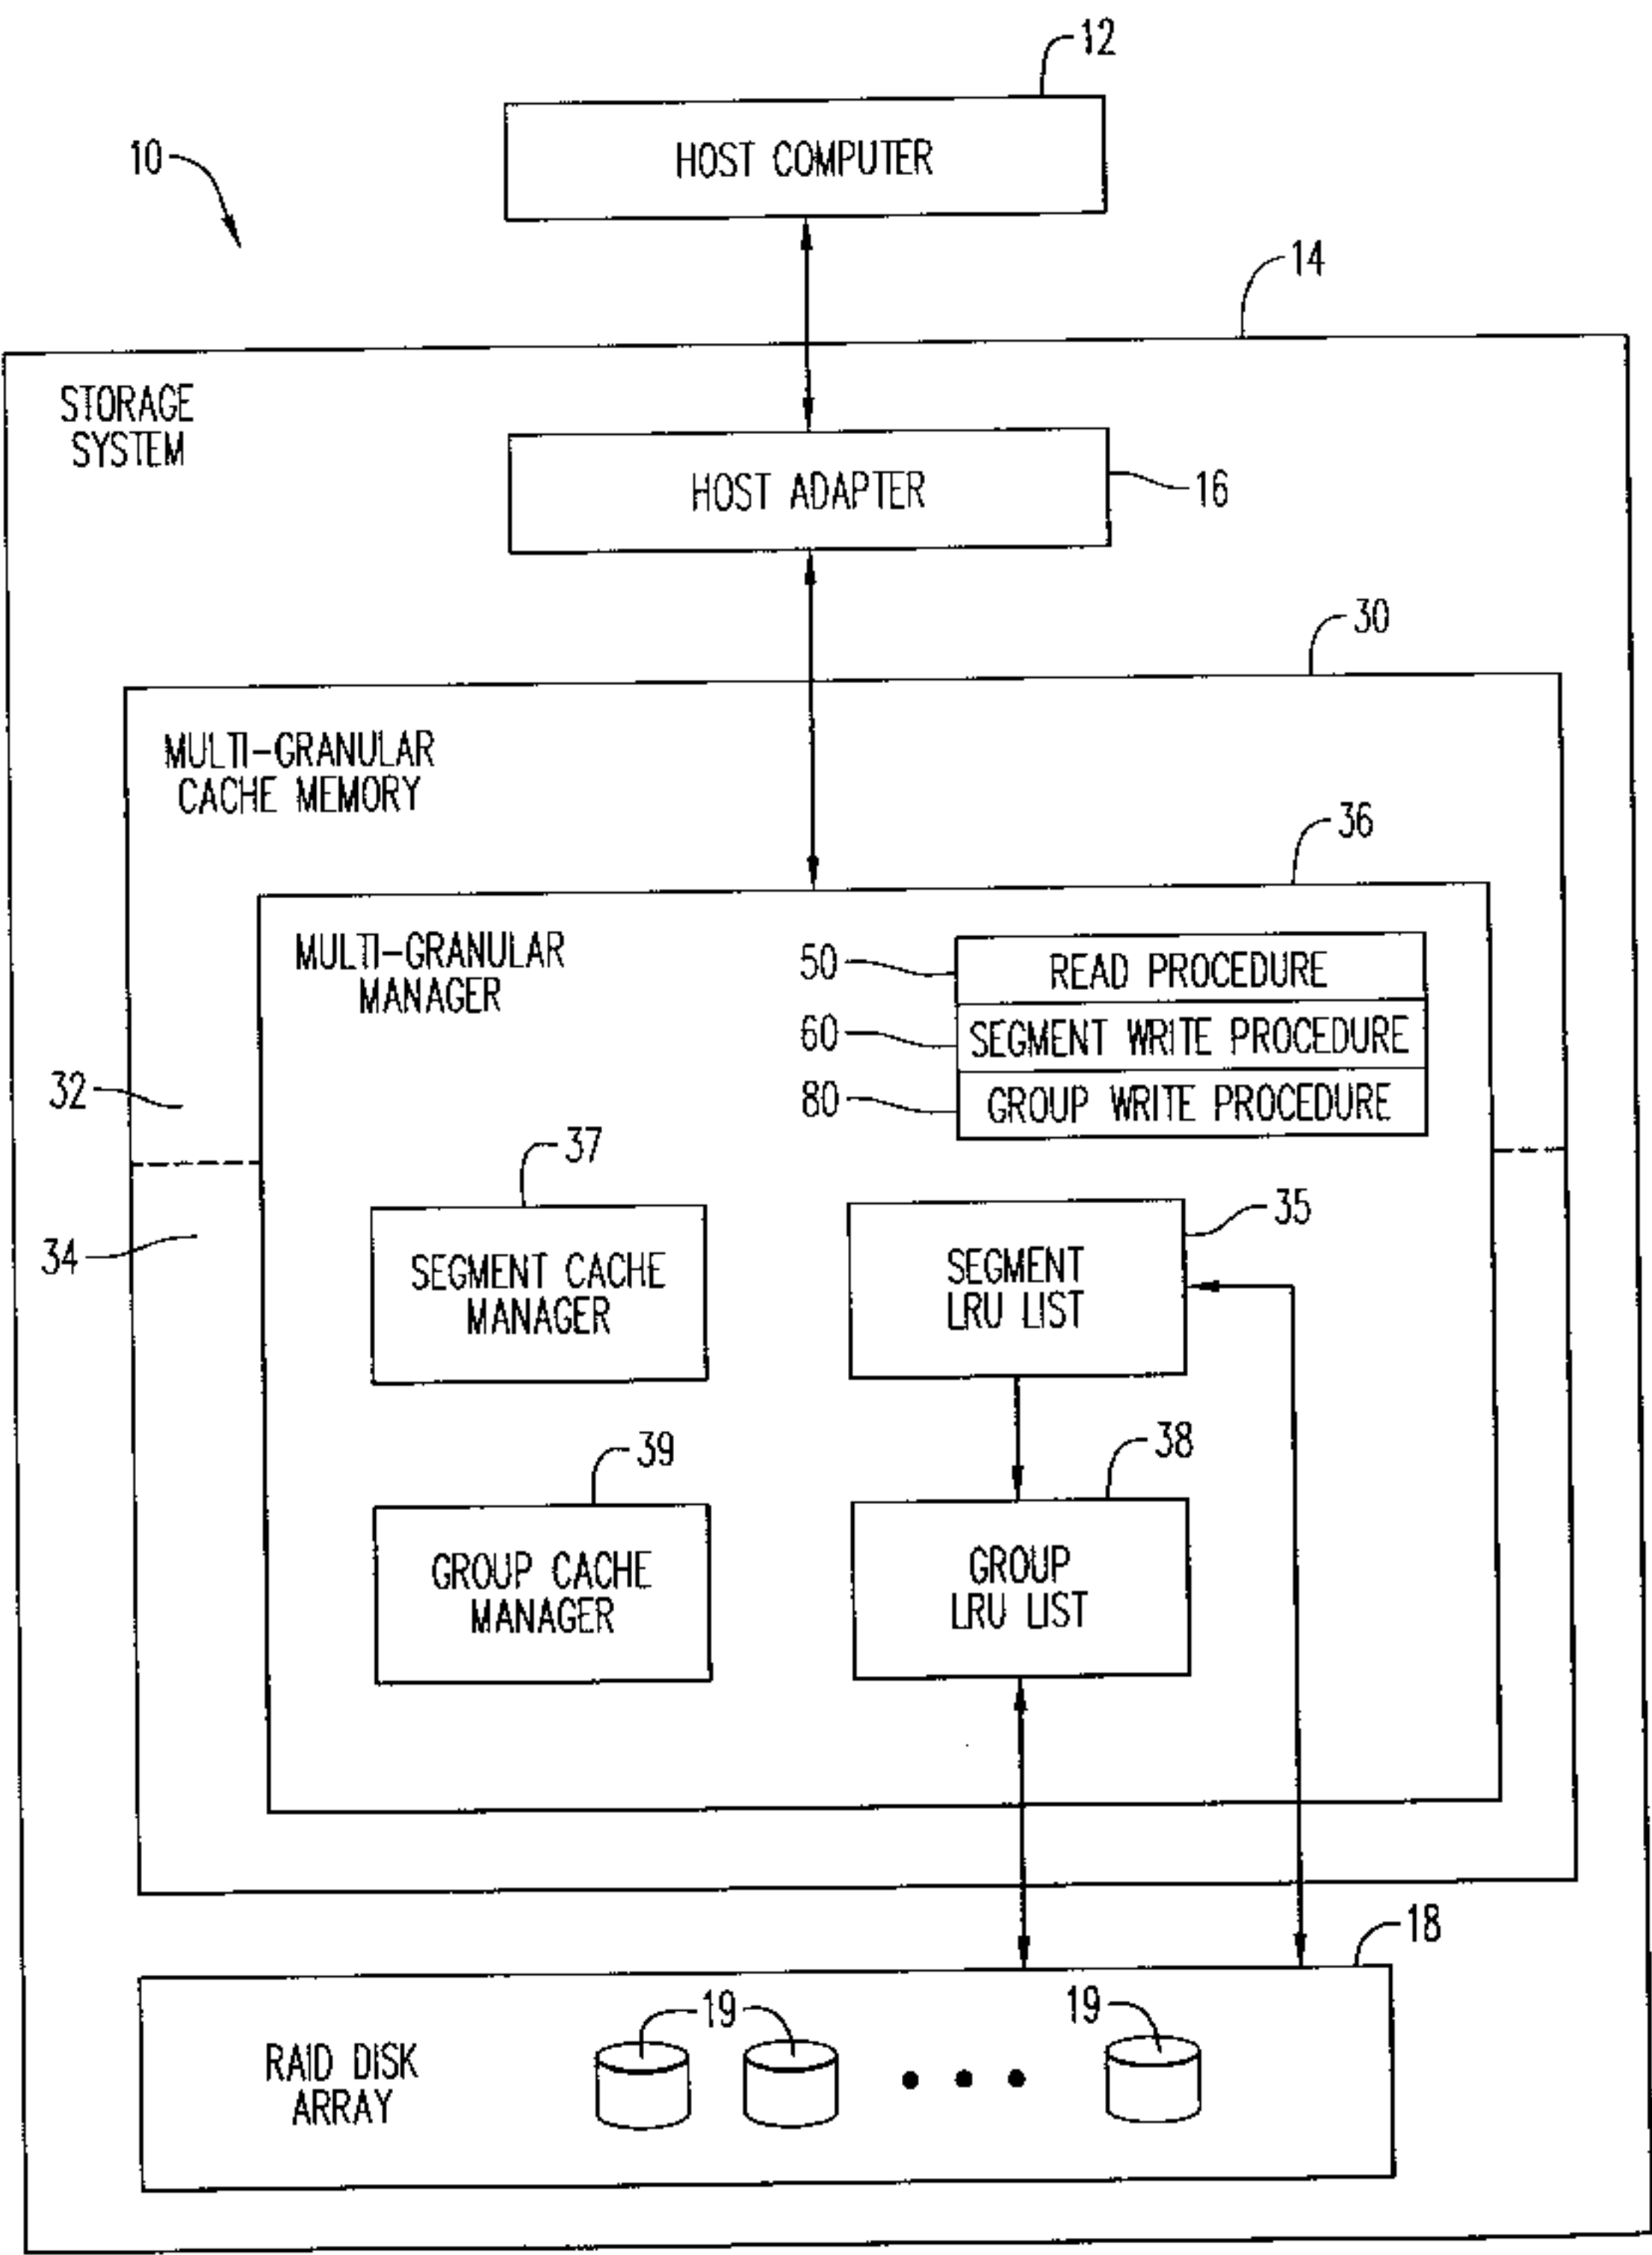 12
HOST COMPUTER
10
14
STORAGE
SYSTEM
HOST ADAPTER
16
30
MULTI-GRANULAR
CACHE MEMORY
36
MULTI-GRANULAR
MANAGER
50
READ PROCEDURE
60
SEGMENT WRITE PROCEDURE
80
GROUP WRITE PROCEDURE
32
37
35
34
SEGMENT CACHE
MANAGER
SEGMENT
LRU LIST
39
38
GROUP CACHE
MANAGER
GROUP
LRU LIST
18
19
19
RAID DISK
ARRAY